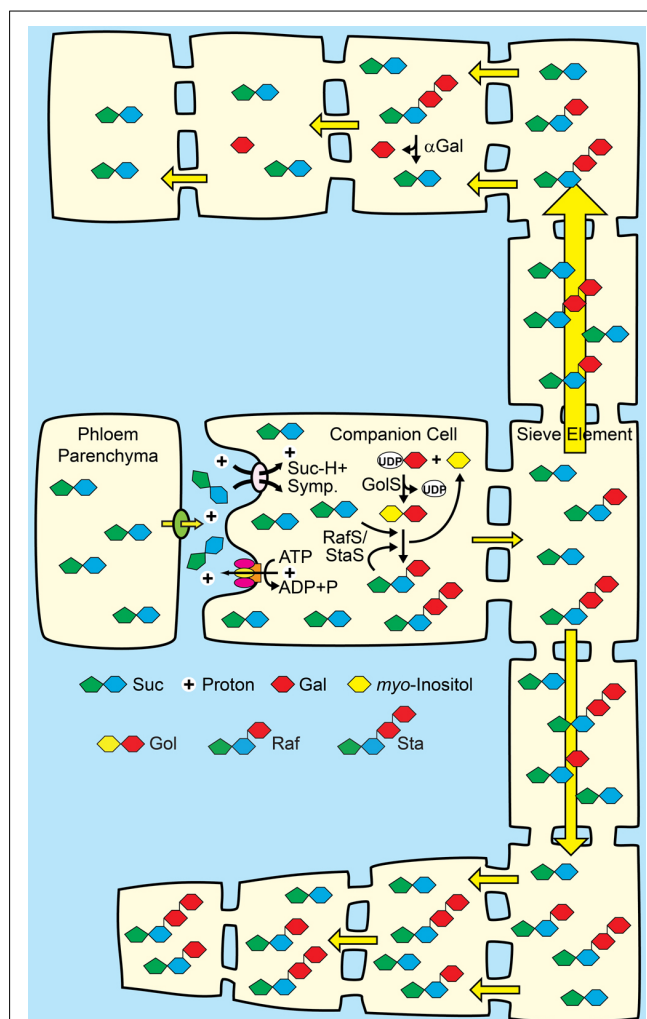 αGal
Phloem
Parenchyma
Companion Cell
Sieve Element
+
+
Suc-H+
Symp.
UDP
+
GolS
UDP
+
RafS/
StaS
ATP
+
+
ADP+P
Suc
+ Proton
Gal
myo-Inositol
Gol
Raf
Sta